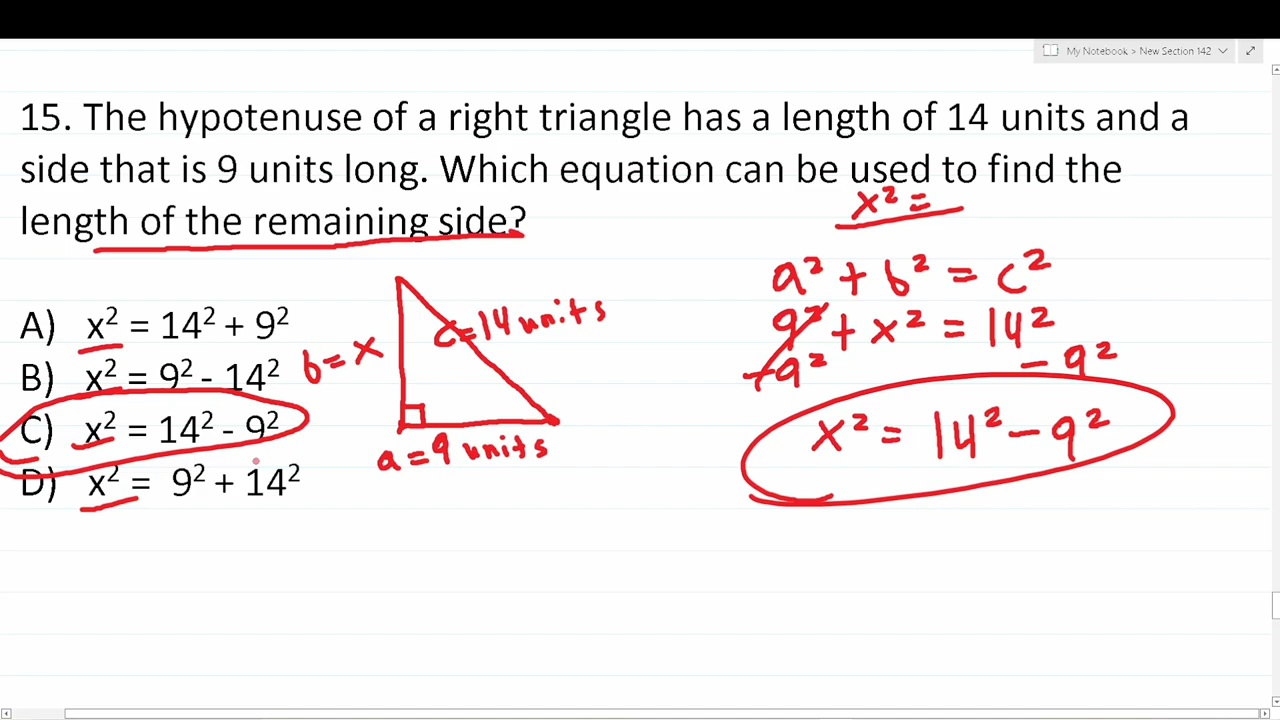 My Notebook > New Section 142
15. The hypotenuse of a right triangle has a length of 14 units and a
side that is 9 units long. Which equation can be used to find the
length of the remaining side?
A) x² = 14² + 9²
B) x² = 9² - 14²
C) x² = 14² - 9²
D) x² = 9² + 14²
c=14 units
b=x
a=9 units
x² =
a² + b² = c²
9² + x² = 14²
-9² -9²
x² = 14² - 9²